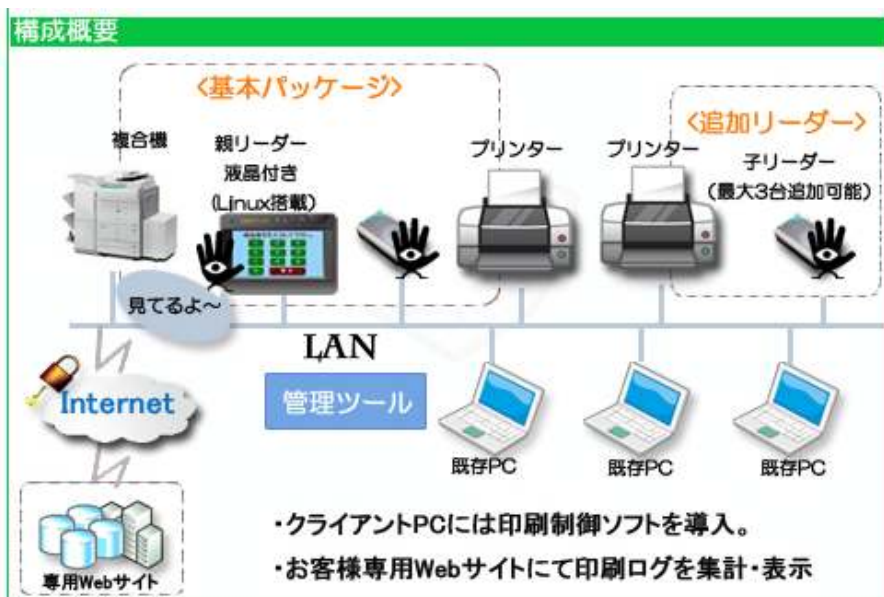 構成概要
<基本パッケージ>
複合機
親リーダー
液晶付き
(Linux搭載)
プリンター
プリンター
<追加リーダー>
子リーダー
(最大3台追加可能)
見てるよ～
LAN
Internet
管理ツール
既存PC
既存PC
既存PC
専用Webサイト
・クライアントPCには印刷制御ソフトを導入。
・お客様専用Webサイトにて印刷ログを集計・表示